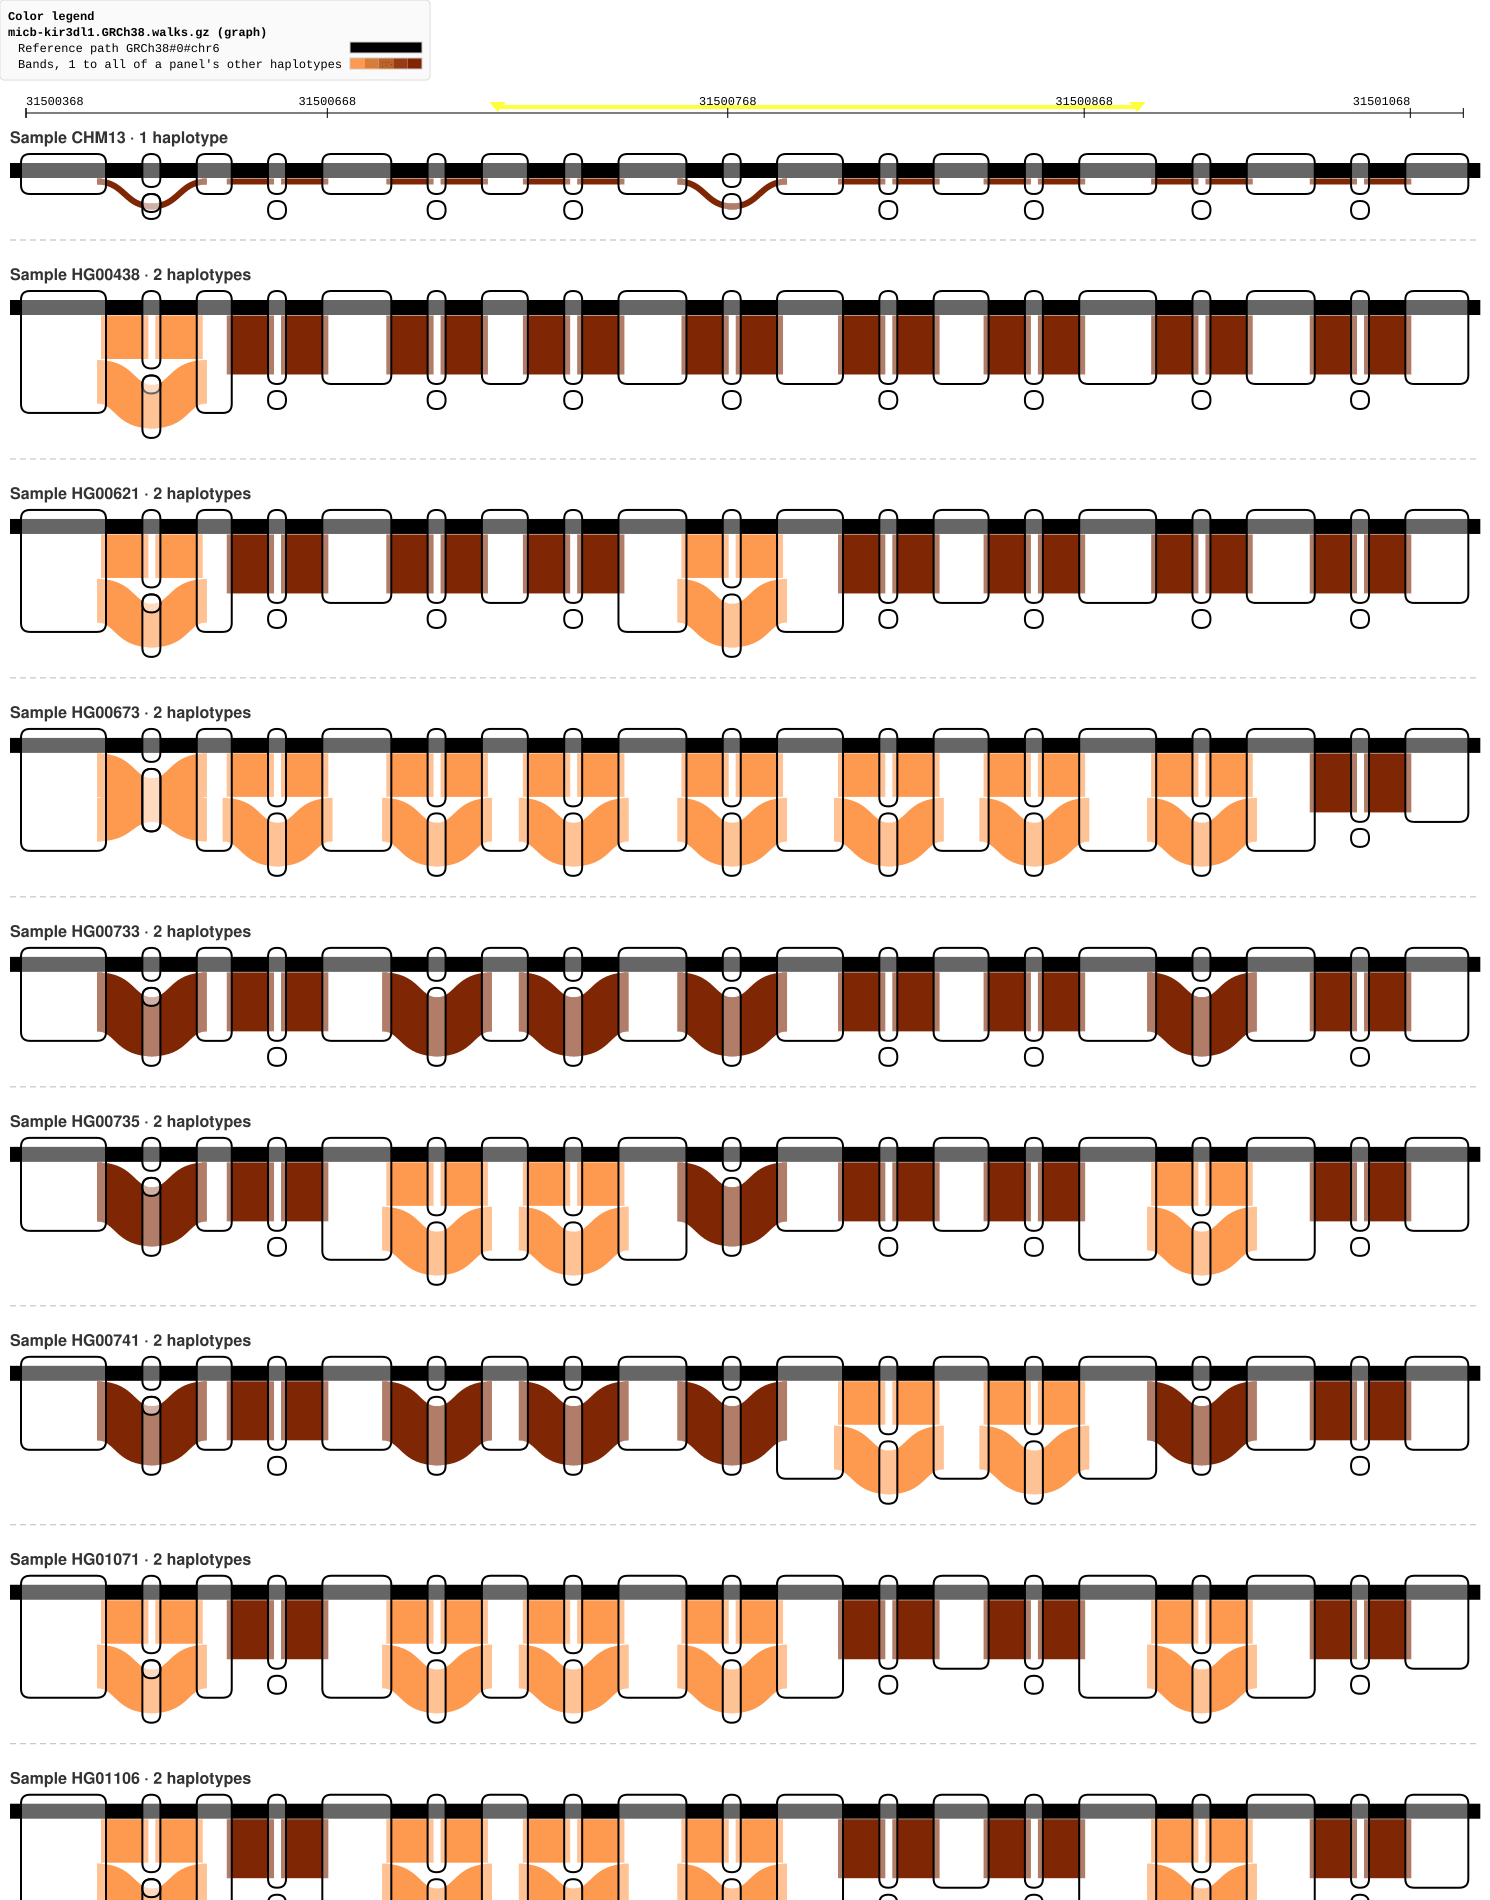 Color legend
micb-kir3dl1.GRCh38.walks.gz (graph)
Reference path GRCh38#0#chr6
Bands, 1 to all of a panel's other haplotypes
31500368 31500668 31500768 31500868 31501068
Sample CHM13 · 1 haplotype
Sample HG00438 · 2 haplotypes
Sample HG00621 · 2 haplotypes
Sample HG00673 · 2 haplotypes
Sample HG00733 · 2 haplotypes
Sample HG00735 · 2 haplotypes
Sample HG00741 · 2 haplotypes
Sample HG01071 · 2 haplotypes
Sample HG01106 · 2 haplotypes